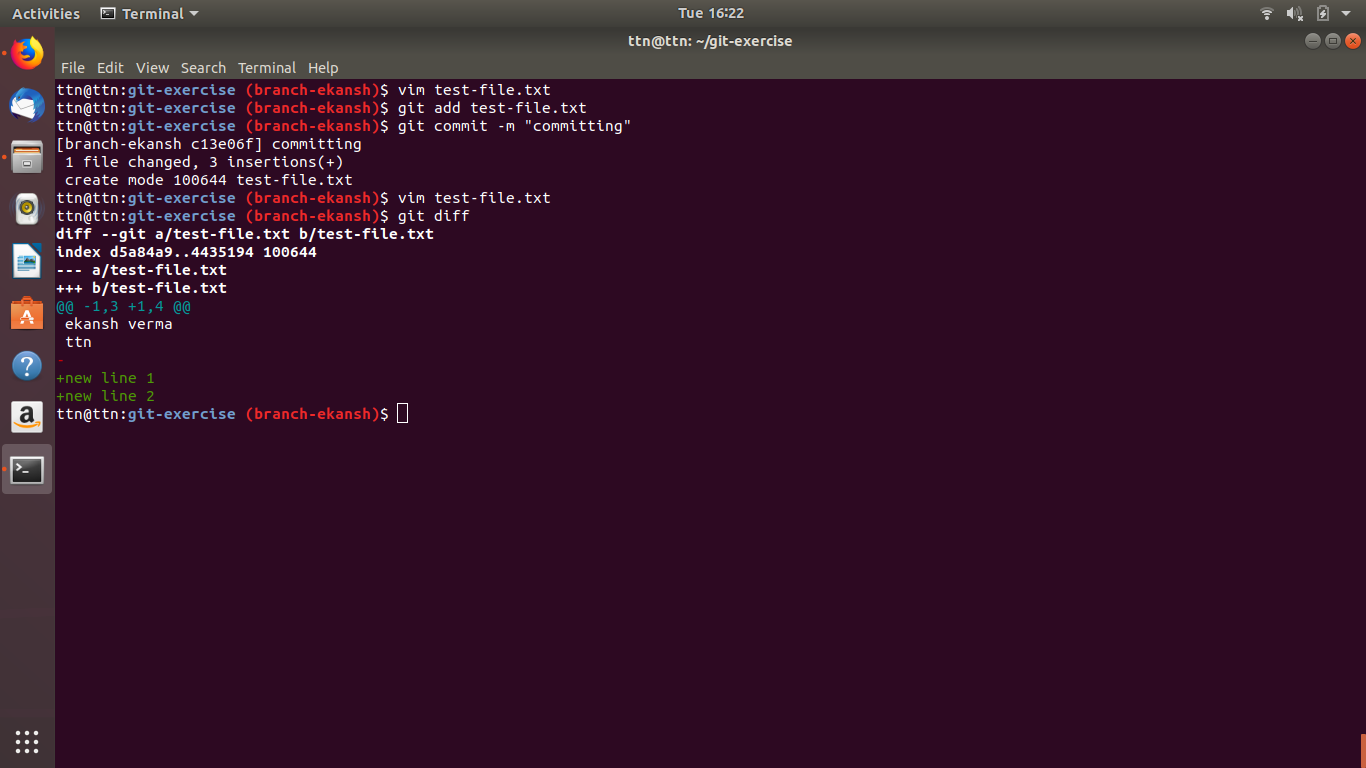 Activities Terminal Tue 16:22
ttn@ttn: ~/git-exercise
File Edit View Search Terminal Help
ttn@ttn:git-exercise (branch-ekansh)$ vim test-file.txt
ttn@ttn:git-exercise (branch-ekansh)$ git add test-file.txt
ttn@ttn:git-exercise (branch-ekansh)$ git commit -m "committing"
[branch-ekansh c13e06f] committing
 1 file changed, 3 insertions(+)
 create mode 100644 test-file.txt
ttn@ttn:git-exercise (branch-ekansh)$ vim test-file.txt
ttn@ttn:git-exercise (branch-ekansh)$ git diff
diff --git a/test-file.txt b/test-file.txt
index d5a84a9..4435194 100644
--- a/test-file.txt
+++ b/test-file.txt
@@ -1,3 +1,4 @@
 ekansh verma
 ttn
-
+new line 1
+new line 2
ttn@ttn:git-exercise (branch-ekansh)$